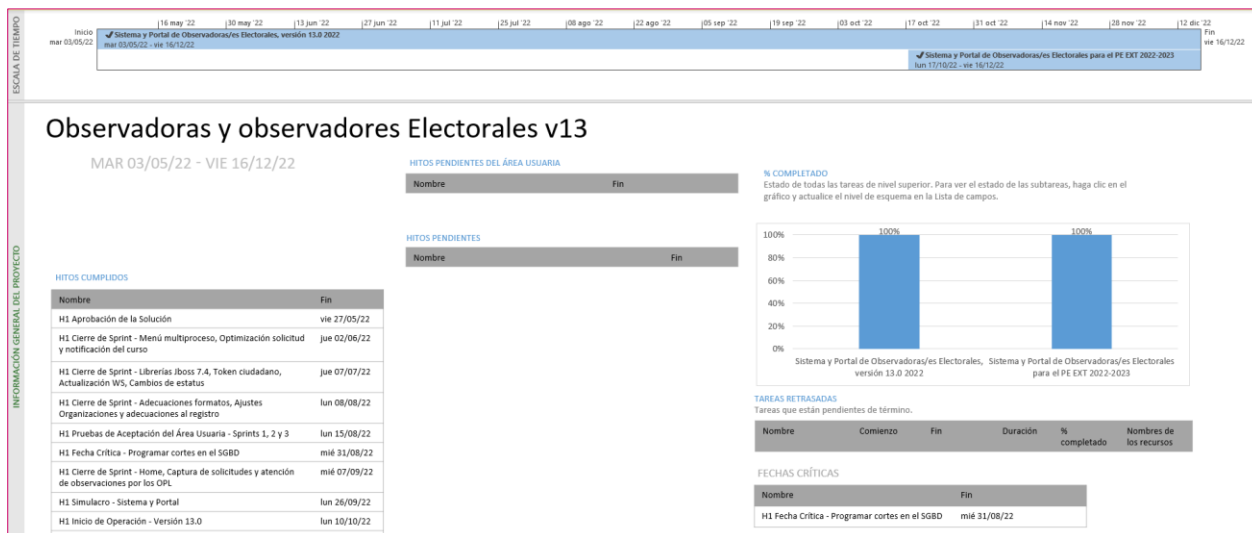 ESCALA DE TIEMPO
|16 may '22 |30 may '22 |13 jun '22 |27 jun '22 |11 jul '22 |25 jul '22 |08 ago '22 |22 ago '22 |05 sep '22 |19 sep '22 |03 oct '22 |17 oct '22 |31 oct '22 |14 nov '22 |28 nov '22 |12 dic '22
Inicio
mar 03/05/22
✓Sistema y Portal de Observadoras/es Electorales, versión 13.0 2022
mar 03/05/22 - vie 16/12/22
Fin
vie 16/12/22
✓Sistema y Portal de Observadoras/es Electorales para el PE EXT 2022-2023
lun 17/10/22 - vie 16/12/22
INFORMACIÓN GENERAL DEL PROYECTO
Observadoras y observadores Electorales v13
MAR 03/05/22 - VIE 16/12/22
HITOS CUMPLIDOS
Nombre Fin
H1 Aprobación de la Solución vie 27/05/22
H1 Cierre de Sprint - Menú multiproceso, Optimización solicitud jue 02/06/22
y notificación del curso
H1 Cierre de Sprint - Librerías Jboss 7.4, Token ciudadano, jue 07/07/22
Actualización WS, Cambios de estatus
H1 Cierre de Sprint - Adecuaciones formatos, Ajustes lun 08/08/22
Organizaciones y adecuaciones al registro
H1 Pruebas de Aceptación del Área Usuaria - Sprints 1, 2 y 3 lun 15/08/22
H1 Fecha Crítica - Programar cortes en el SGBD mié 31/08/22
H1 Cierre de Sprint - Home, Captura de solicitudes y atención mié 07/09/22
de observaciones por los OPL
H1 Simulacro - Sistema y Portal lun 26/09/22
H1 Inicio de Operación - Versión 13.0 lun 10/10/22
HITOS PENDIENTES DEL ÁREA USUARIA
Nombre Fin
HITOS PENDIENTES
Nombre Fin
% COMPLETADO
Estado de todas las tareas de nivel superior. Para ver el estado de las subtareas, haga clic en el
gráfico y actualice el nivel de esquema en la Lista de campos.
100% 100% 100%
80%
60%
40%
20%
0%
Sistema y Portal de Observadoras/es Electorales, Sistema y Portal de Observadoras/es Electorales
versión 13.0 2022 para el PE EXT 2022-2023
TAREAS RETRASADAS
Tareas que están pendientes de término.
Nombre Comienzo Fin Duración % Nombres de
completado los recursos
FECHAS CRÍTICAS
Nombre Fin
H1 Fecha Crítica - Programar cortes en el SGBD mié 31/08/22